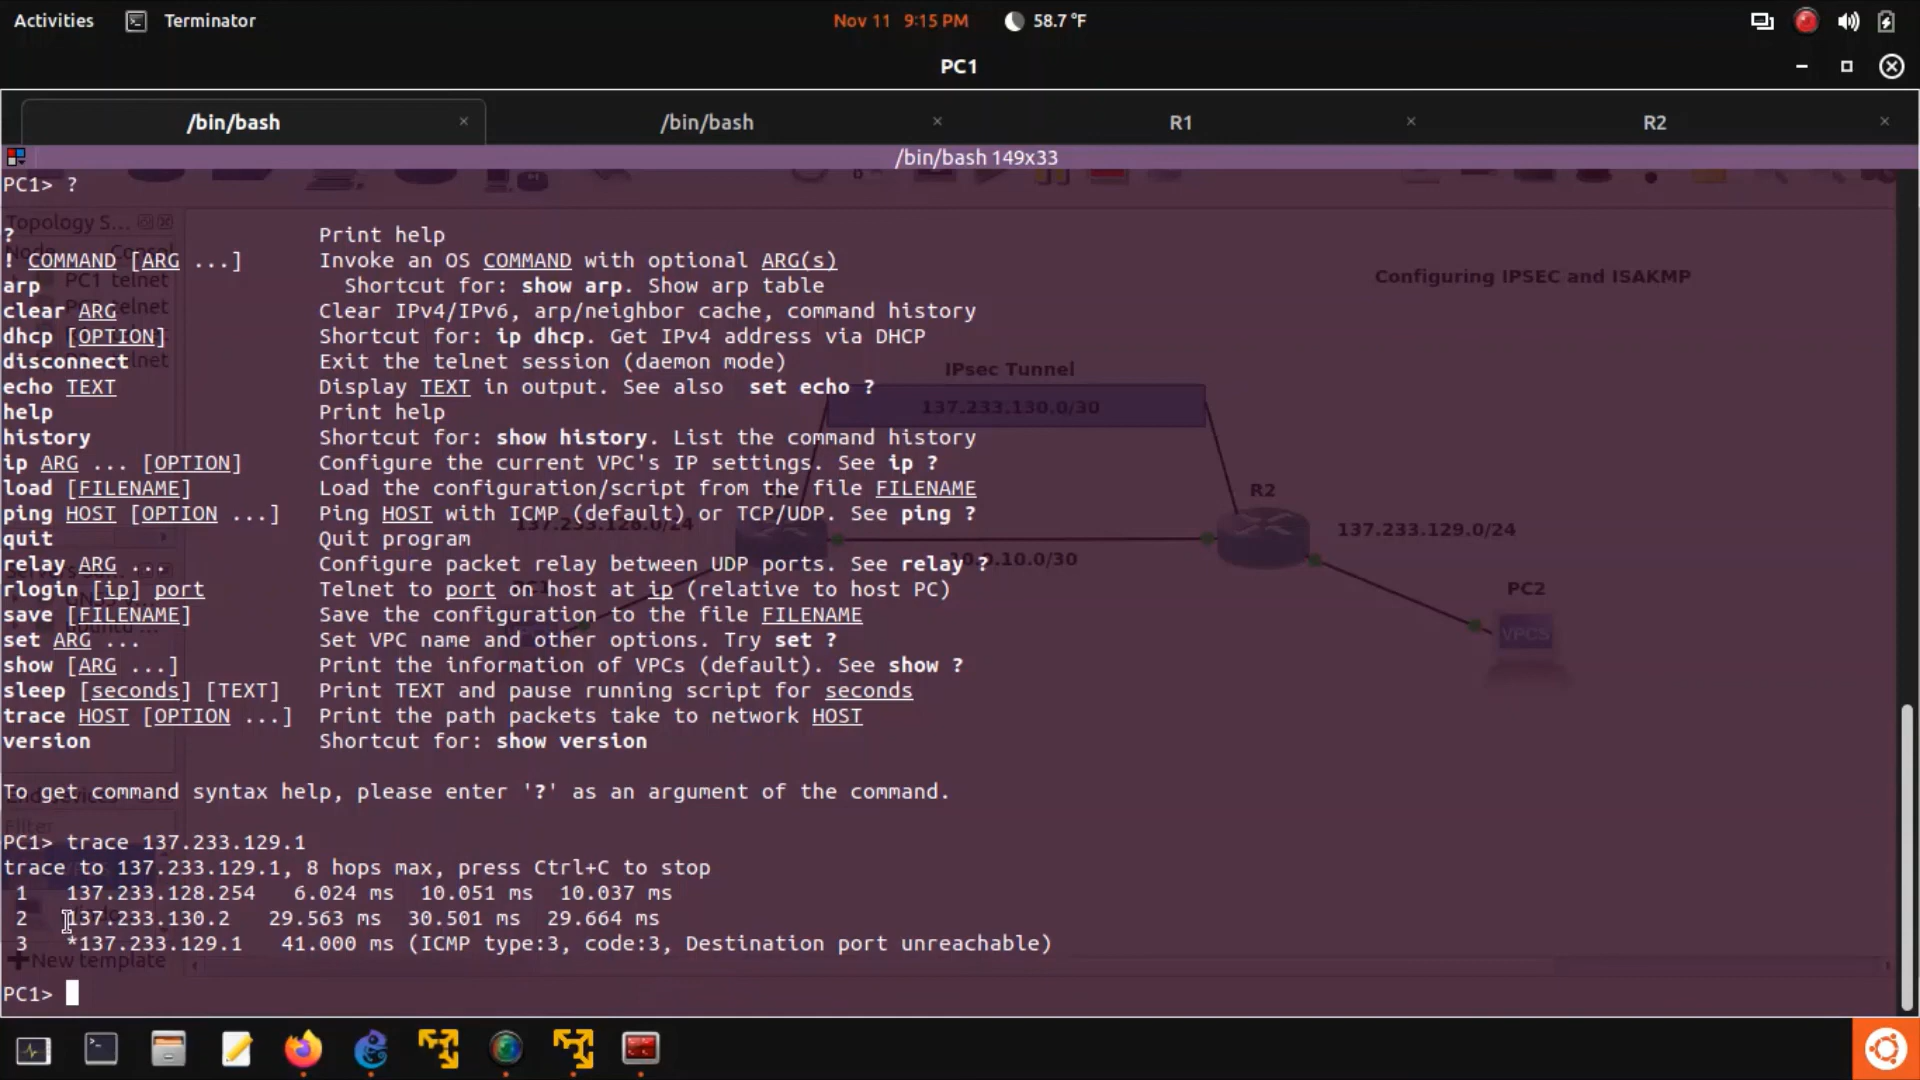 Activities Terminator Nov 11 9:15 PM 58.7 °F
PC1
/bin/bash × /bin/bash × R1 × R2 ×
/bin/bash 149x33
PC1> ?
Topology S...
? Print help
! COMMAND [ARG ...] Invoke an OS COMMAND with optional ARG(s)
arp Shortcut for: show arp. Show arp table
clear ARG Clear IPv4/IPv6, arp/neighbor cache, command history
dhcp [OPTION] Shortcut for: ip dhcp. Get IPv4 address via DHCP
disconnect Exit the telnet session (daemon mode)
echo TEXT Display TEXT in output. See also set echo ?
help Print help
history Shortcut for: show history. List the command history
ip ARG ... [OPTION] Configure the current VPC's IP settings. See ip ?
load [FILENAME] Load the configuration/script from the file FILENAME
ping HOST [OPTION ...] Ping HOST with ICMP (default) or TCP/UDP. See ping ?
quit Quit program
relay ARG ... Configure packet relay between UDP ports. See relay ?
rlogin [ip] port Telnet to port on host at ip (relative to host PC)
save [FILENAME] Save the configuration to the file FILENAME
set ARG ... Set VPC name and other options. Try set ?
show [ARG ...] Print the information of VPCs (default). See show ?
sleep [seconds] [TEXT] Print TEXT and pause running script for seconds
trace HOST [OPTION ...] Print the path packets take to network HOST
version Shortcut for: show version
To get command syntax help, please enter '?' as an argument of the command.
PC1> trace 137.233.129.1
trace to 137.233.129.1, 8 hops max, press Ctrl+C to stop
1 137.233.128.254 6.024 ms 10.051 ms 10.037 ms
2 137.233.130.2 29.563 ms 30.501 ms 29.664 ms
3 *137.233.129.1 41.000 ms (ICMP type:3, code:3, Destination port unreachable)
New template
PC1>
Configuring IPSEC and ISAKMP
PC1 telnet
IPsec Tunnel
137.233.130.0/30
R2
137.233.128.0/24
137.233.129.0/24
PC2
VPCS
Filter